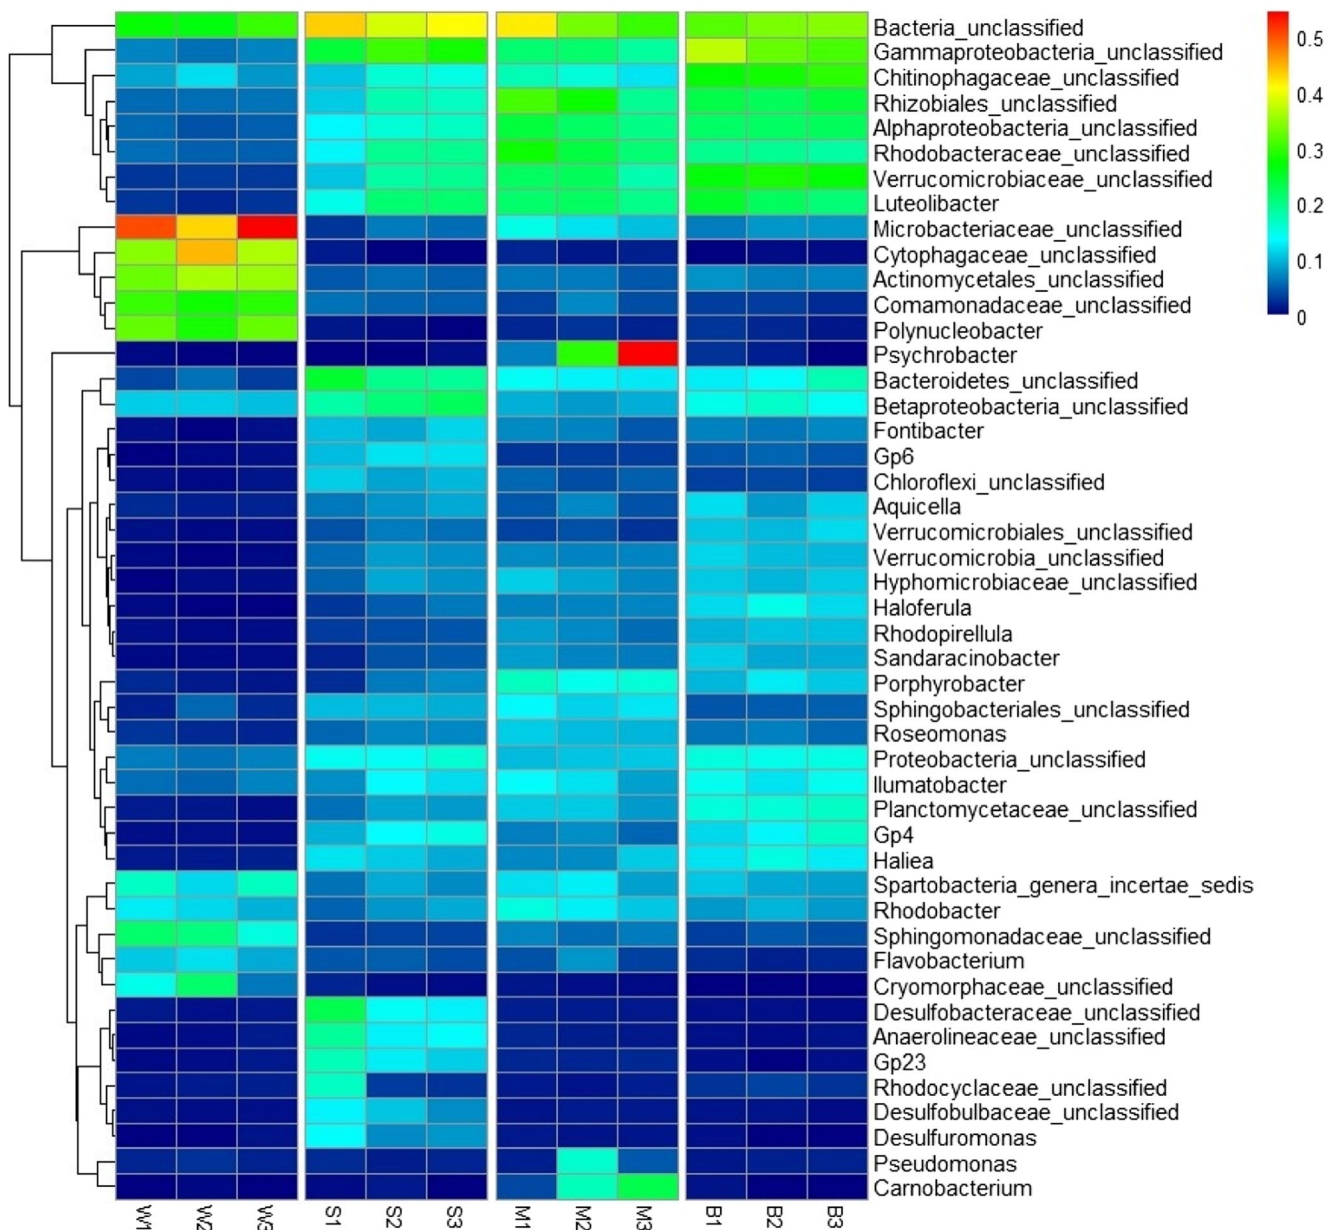 Bacteria_unclassified
Gammaproteobacteria_unclassified
Chitinophagaceae_unclassified
Rhizobiales_unclassified
Alphaproteobacteria_unclassified
Rhodobacteraceae_unclassified
Verrucomicrobiaceae_unclassified
Luteolibacter
Microbacteriaceae_unclassified
Cytophagaceae_unclassified
Actinomycetales_unclassified
Comamonadaceae_unclassified
Polynucleobacter
Psychrobacter
Bacteroidetes_unclassified
Betaproteobacteria_unclassified
Fontibacter
Gp6
Chloroflexi_unclassified
Aquicella
Verrucomicrobiales_unclassified
Verrucomicrobia_unclassified
Hyphomicrobiaceae_unclassified
Haloferula
Rhodopirellula
Sandaracinobacter
Porphyrobacter
Sphingobacteriales_unclassified
Roseomonas
Proteobacteria_unclassified
Ilumatobacter
Planctomycetaceae_unclassified
Gp4
Haliea
Spartobacteria_genera_incertae_sedis
Rhodobacter
Sphingomonadaceae_unclassified
Flavobacterium
Cryomorphaceae_unclassified
Desulfobacteraceae_unclassified
Anaerolineaceae_unclassified
Gp23
Rhodocyclaceae_unclassified
Desulfobulbaceae_unclassified
Desulfuromonas
Pseudomonas
Carnobacterium
W1 W2 W3 S1 S2 S3 M1 M2 M3 B1 B2 B3
0.5
0.4
0.3
0.2
0.1
0